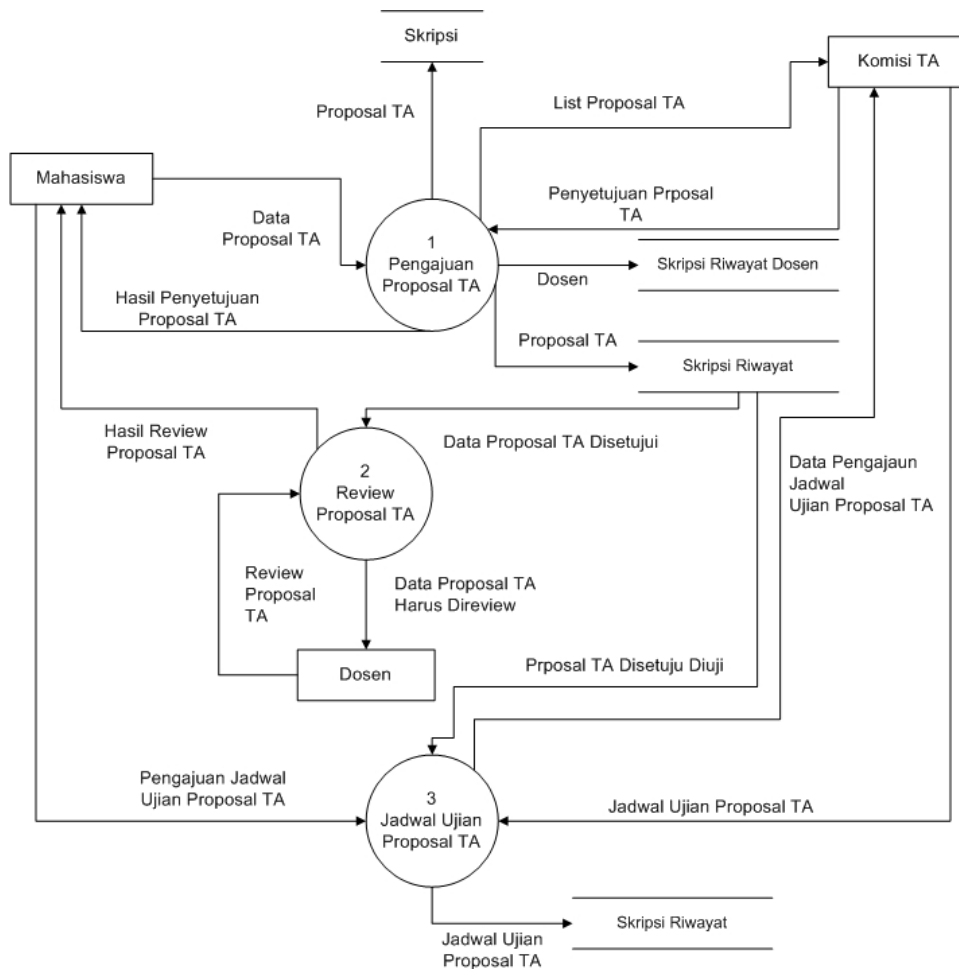 Skripsi
Komisi TA
List Proposal TA
Proposal TA
Mahasiswa
Penyetujuan Prposal
TA
Data
Proposal TA
1
Pengajuan
Proposal TA
Skripsi Riwayat Dosen
Dosen
Hasil Penyetujuan
Proposal TA
Proposal TA
Skripsi Riwayat
Hasil Review
Proposal TA
Data Proposal TA Disetujui
Data Pengajaun
Jadwal
Ujian Proposal TA
2
Review
Proposal TA
Review
Proposal
TA
Data Proposal TA
Harus Direview
Dosen
Prposal TA Disetuju Diuji
Pengajuan Jadwal
Ujian Proposal TA
3
Jadwal Ujian
Proposal TA
Jadwal Ujian Proposal TA
Skripsi Riwayat
Jadwal Ujian
Proposal TA